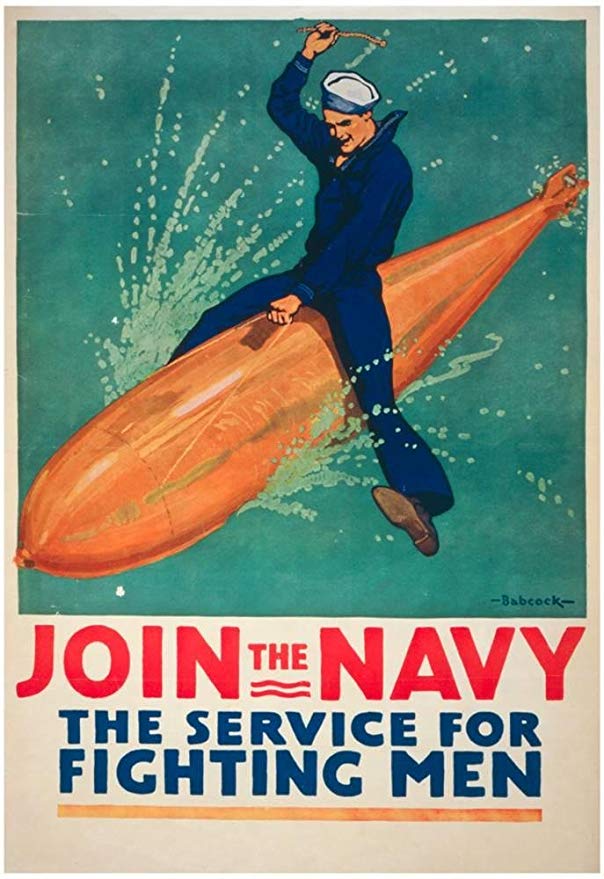 —Babcock—
JOIN THE NAVY
THE SERVICE FOR
FIGHTING MEN